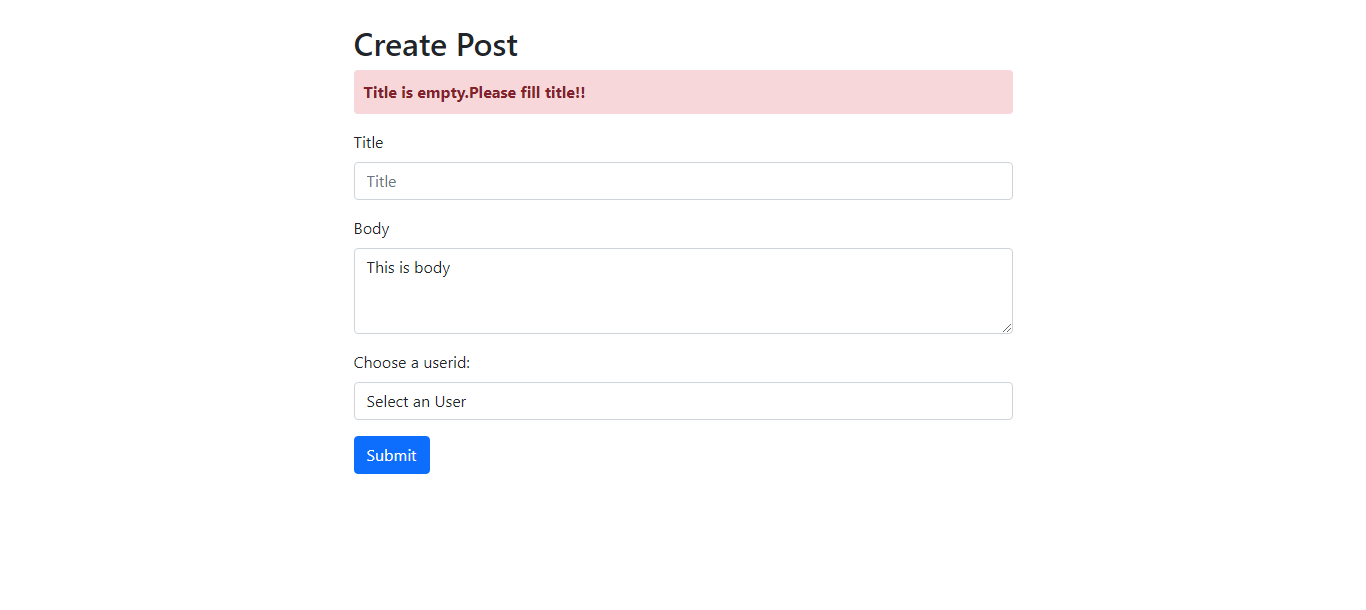 Create Post
Title is empty.Please fill title!!
Title
Title
Body
This is body
Choose a userid:
Select an User
Submit